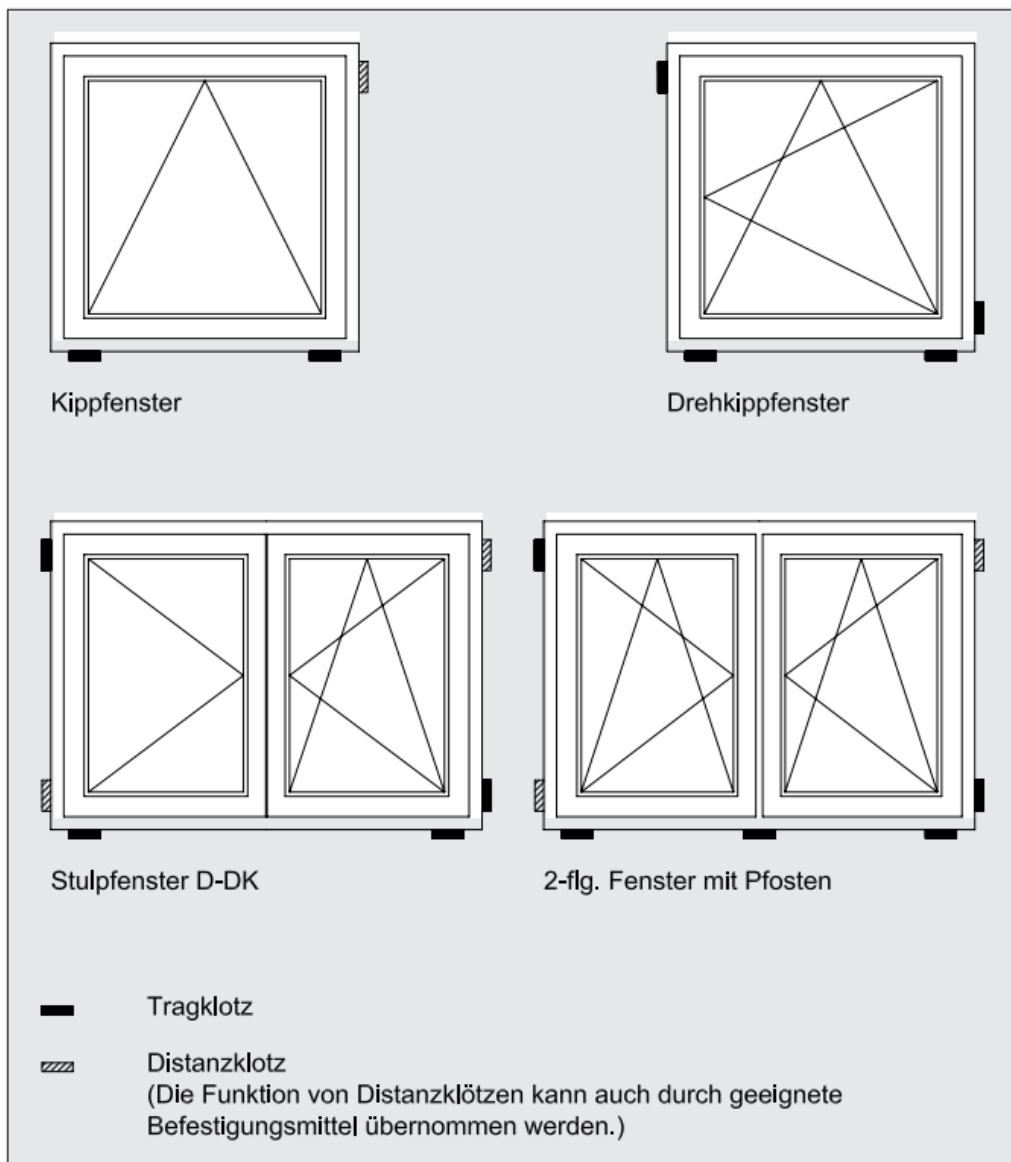 Kippfenster
Drehkippfenster
Stulpfenster D-DK
2-flg. Fenster mit Pfosten
Tragklotz
Distanzklotz
(Die Funktion von Distanzklötzen kann auch durch geeignete
Befestigungsmittel übernommen werden.)